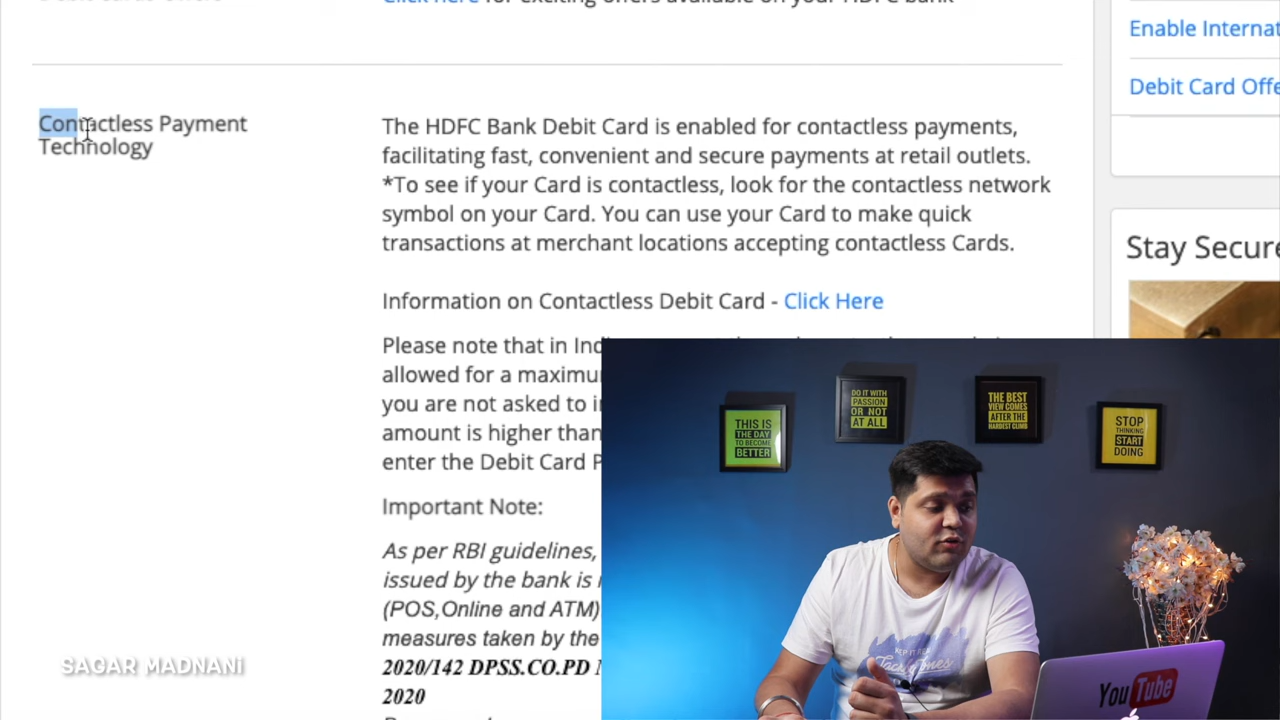 Click here for exciting offers available on your HDFC bank
Enable Internat
Debit Card Offe
Contactless Payment
Technology
The HDFC Bank Debit Card is enabled for contactless payments,
facilitating fast, convenient and secure payments at retail outlets.
*To see if your Card is contactless, look for the contactless network
symbol on your Card. You can use your Card to make quick
transactions at merchant locations accepting contactless Cards.
Stay Secure
Information on Contactless Debit Card - Click Here
Please note that in Ind
allowed for a maximu
you are not asked to i
amount is higher than
enter the Debit Card P
Important Note:
As per RBI guidelines,
issued by the bank is
(POS,Online and ATM)
measures taken by the
2020/142 DPSS.CO.PD N
2020
THIS IS
THE DAY
TO BECOME
BETTER
DO IT WITH
PASSION
OR NOT
AT ALL
THE BEST
VIEW COMES
AFTER THE
HARDEST CLIMB
STOP
THINKING
START
DOING
YouTube
SAGAR MADNANI